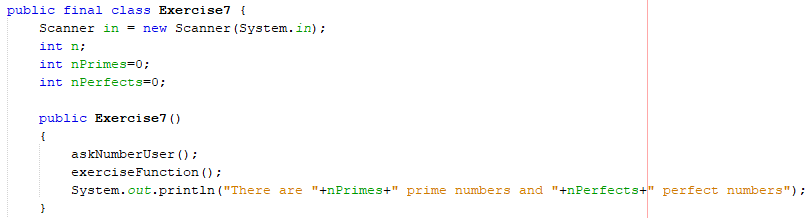 public final class Exercise7 {
Scanner in = new Scanner(System.in);
int n;
int nPrimes=0;
int nPerfects=0;
public Exercise7()
{
askNumberUser();
exerciseFunction();
System.out.println("There are "+nPrimes+" prime numbers and "+nPerfects+" perfect numbers");
}